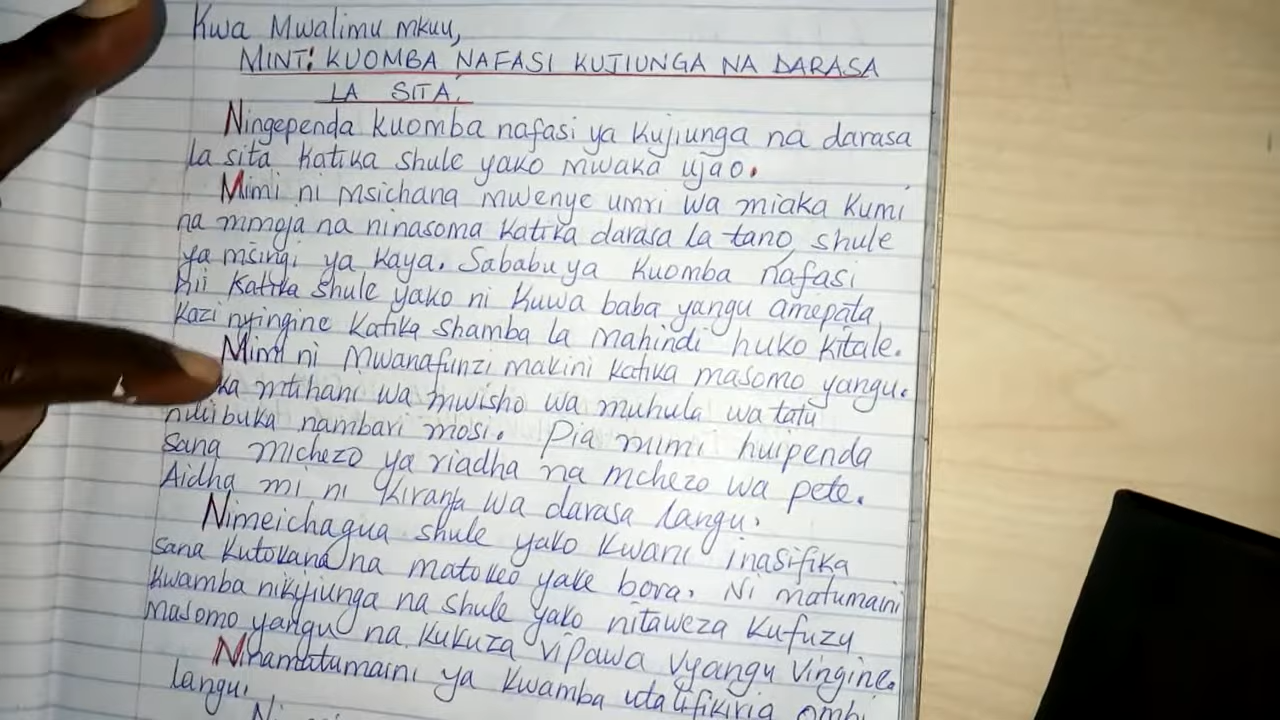 Kwa Mwalimu mkuu,
MINT: KUOMBA NAFASI KUJIUNGA NA DARASA
LA SITA.
Ningependa kuomba nafasi ya kujiunga na darasa
la sita katika shule yako mwaka ujao.
Mimi ni msichana mwenye umri wa miaka kumi
na mmoja na ninasoma katika darasa la tano, shule
ya msingi ya kaya. Sababu ya kuomba nafasi
hii katika shule yako ni kuwa baba yangu amepata
kazi nyingine katika shamba la mahindi huko kitale.
Mimi ni mwanafunzi makini katika masomo yangu.
mtihani wa mwisho wa muhula wa tatu
niliibuka nambari mosi. Pia mimi huipenda
sana michezo ya riadha na mchezo wa pete.
Aidha mi ni kiranja wa darasa langu.
Nimeichagua shule yako kwani inasifika
sana kutokana na matokeo yake bora. Ni matumaini
kwamba nikijiunga na shule yako nitaweza kufuzu
masomo yangu na kukuza vipawa vyangu vingine.
Ninamatumaini ya kwamba utalifikiria ombi
langu.